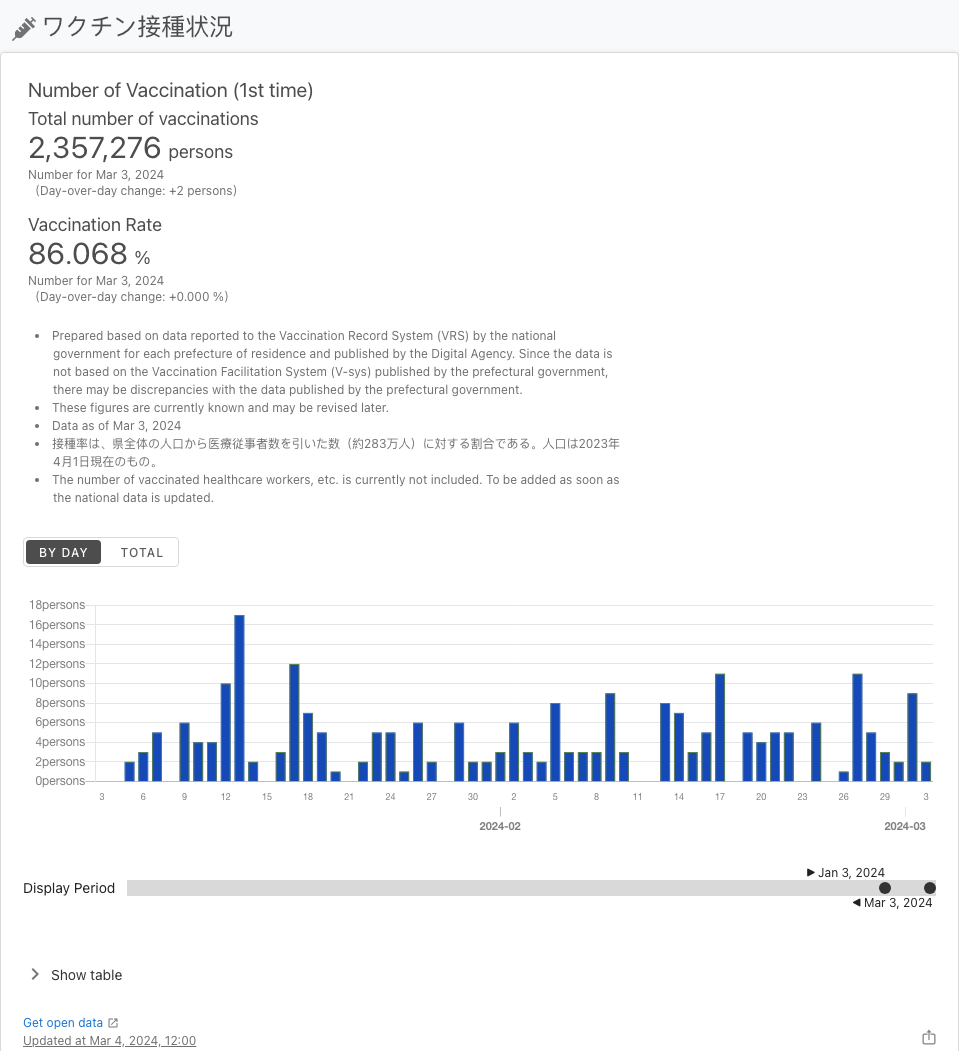 ワクチン接種状況
Number of Vaccination (1st time)
Total number of vaccinations
2,357,276 persons
Number for Mar 3, 2024
(Day-over-day change: +2 persons)
Vaccination Rate
86.068 %
Number for Mar 3, 2024
(Day-over-day change: +0.000 %)
• Prepared based on data reported to the Vaccination Record System (VRS) by the national
government for each prefecture of residence and published by the Digital Agency. Since the data is
not based on the Vaccination Facilitation System (V-sys) published by the prefectural government,
there may be discrepancies with the data published by the prefectural government.
• These figures are currently known and may be revised later.
• Data as of Mar 3, 2024
• 接種率は、県全体の人口から医療従事者数を引いた数（約283万人）に対する割合である。人口は2023年
4月1日現在のもの。
• The number of vaccinated healthcare workers, etc. is currently not included. To be added as soon as
the national data is updated.
BY DAY TOTAL
18persons
16persons
14persons
12persons
10persons
8persons
6persons
4persons
2persons
0persons
3 6 9 12 15 18 21 24 27 30 2 5 8 11 14 17 20 23 26 29 3
2024-02 2024-03
Jan 3, 2024
Display Period
Mar 3, 2024
Show table
Get open data
Updated at Mar 4, 2024, 12:00